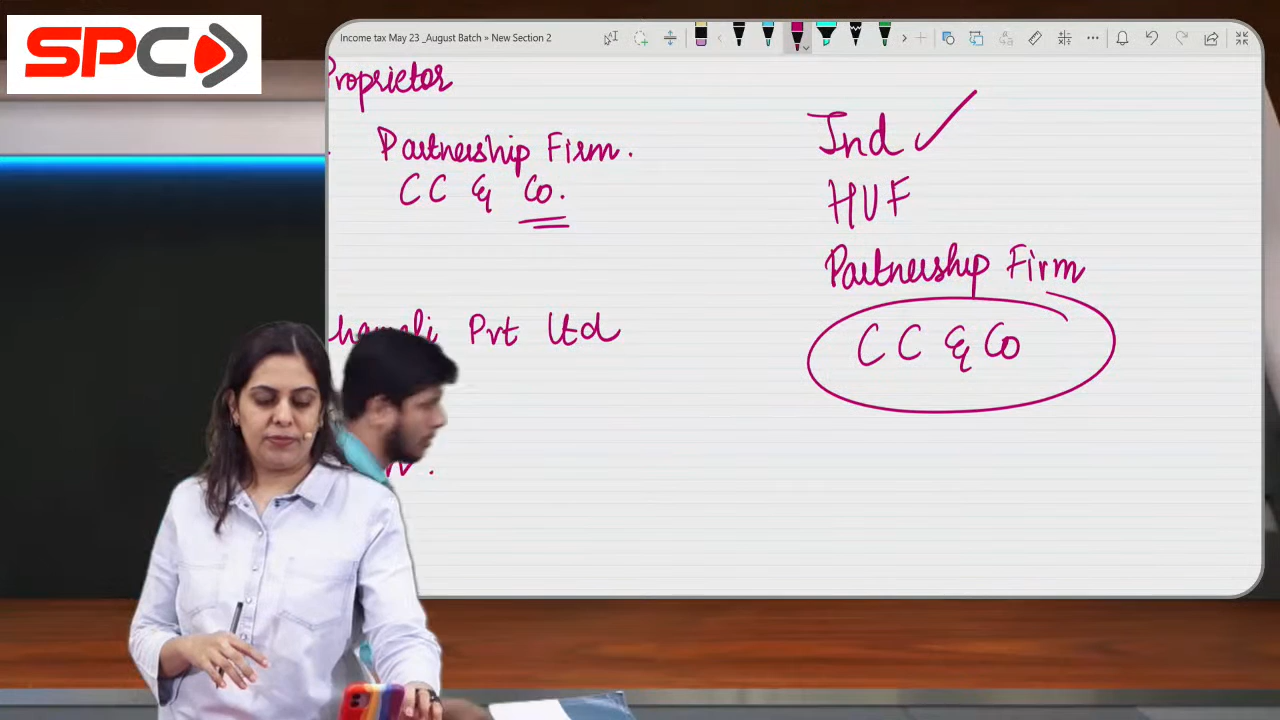 SPC
Income tax May 23 _August Batch » New Section 2
Proprietor
Partnership Firm.
CC & Co.
Pvt Ltd
Ind ✓
HUF
Partnership Firm
CC & Co